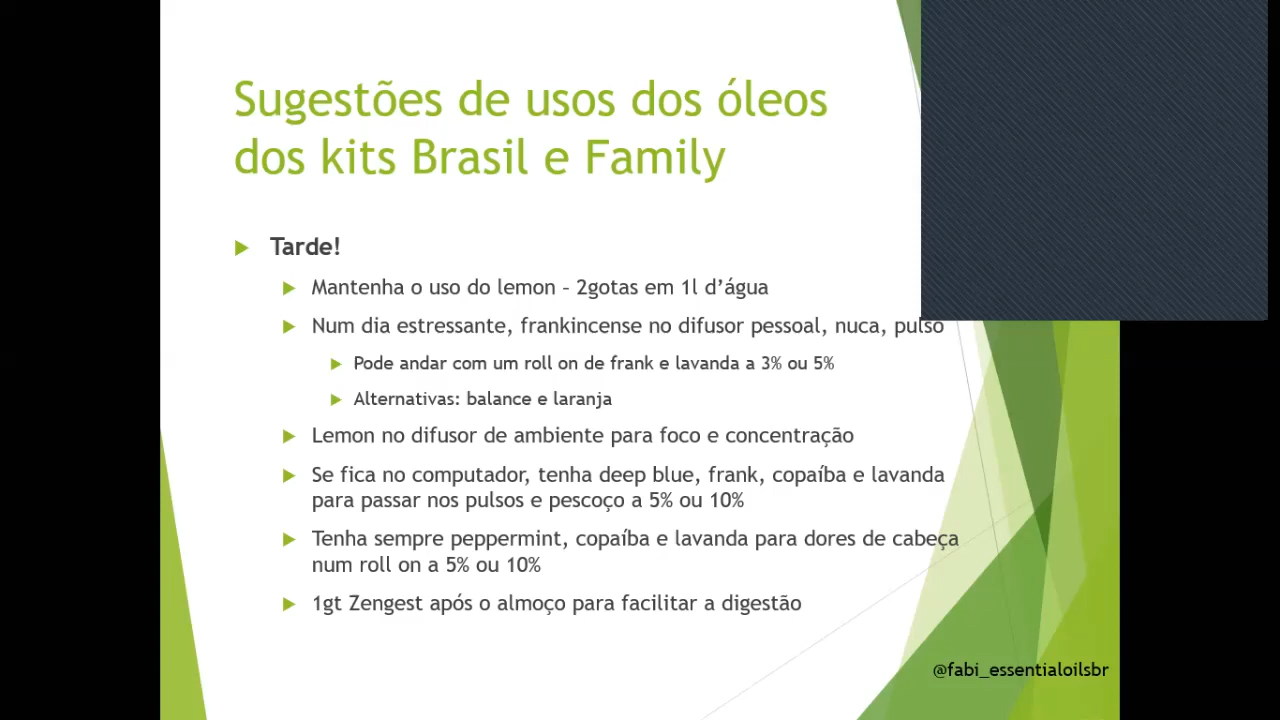 Sugestões de usos dos óleos
dos kits Brasil e Family
Tarde!
Mantenha o uso do lemon – 2gotas em 1l d’água
Num dia estressante, frankincense no difusor pessoal, nuca, pulso
Pode andar com um roll on de frank e lavanda a 3% ou 5%
Alternativas: balance e laranja
Lemon no difusor de ambiente para foco e concentração
Se fica no computador, tenha deep blue, frank, copaíba e lavanda
para passar nos pulsos e pescoço a 5% ou 10%
Tenha sempre peppermint, copaíba e lavanda para dores de cabeça
num roll on a 5% ou 10%
1gt Zengest após o almoço para facilitar a digestão
@fabi_essentialoilsbr